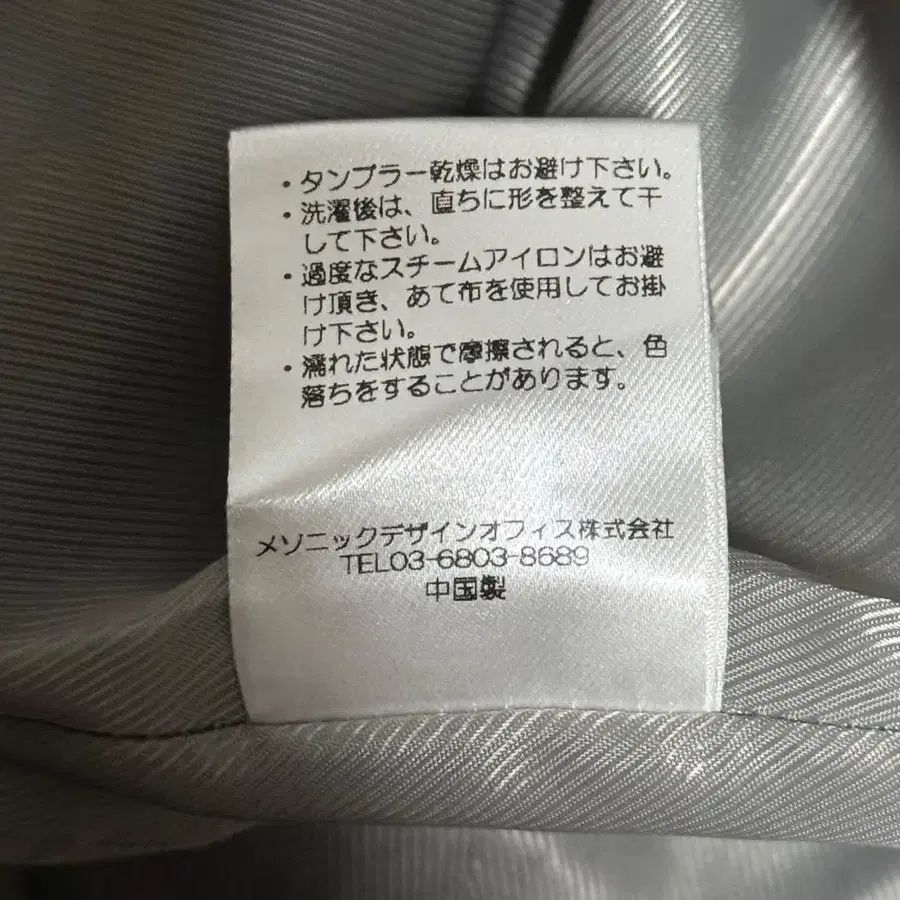 ・タンブラー乾燥はお避け下さい。
・洗濯後は、直ちに形を整えて干
して下さい。
・過度なスチームアイロンはお避
け頂き、あて布を使用してお掛
け下さい。
・濡れた状態で摩擦されると、色
落ちをすることがあります。
メソニックデザインオフィス株式会社
TEL03-6803-8689
中国製